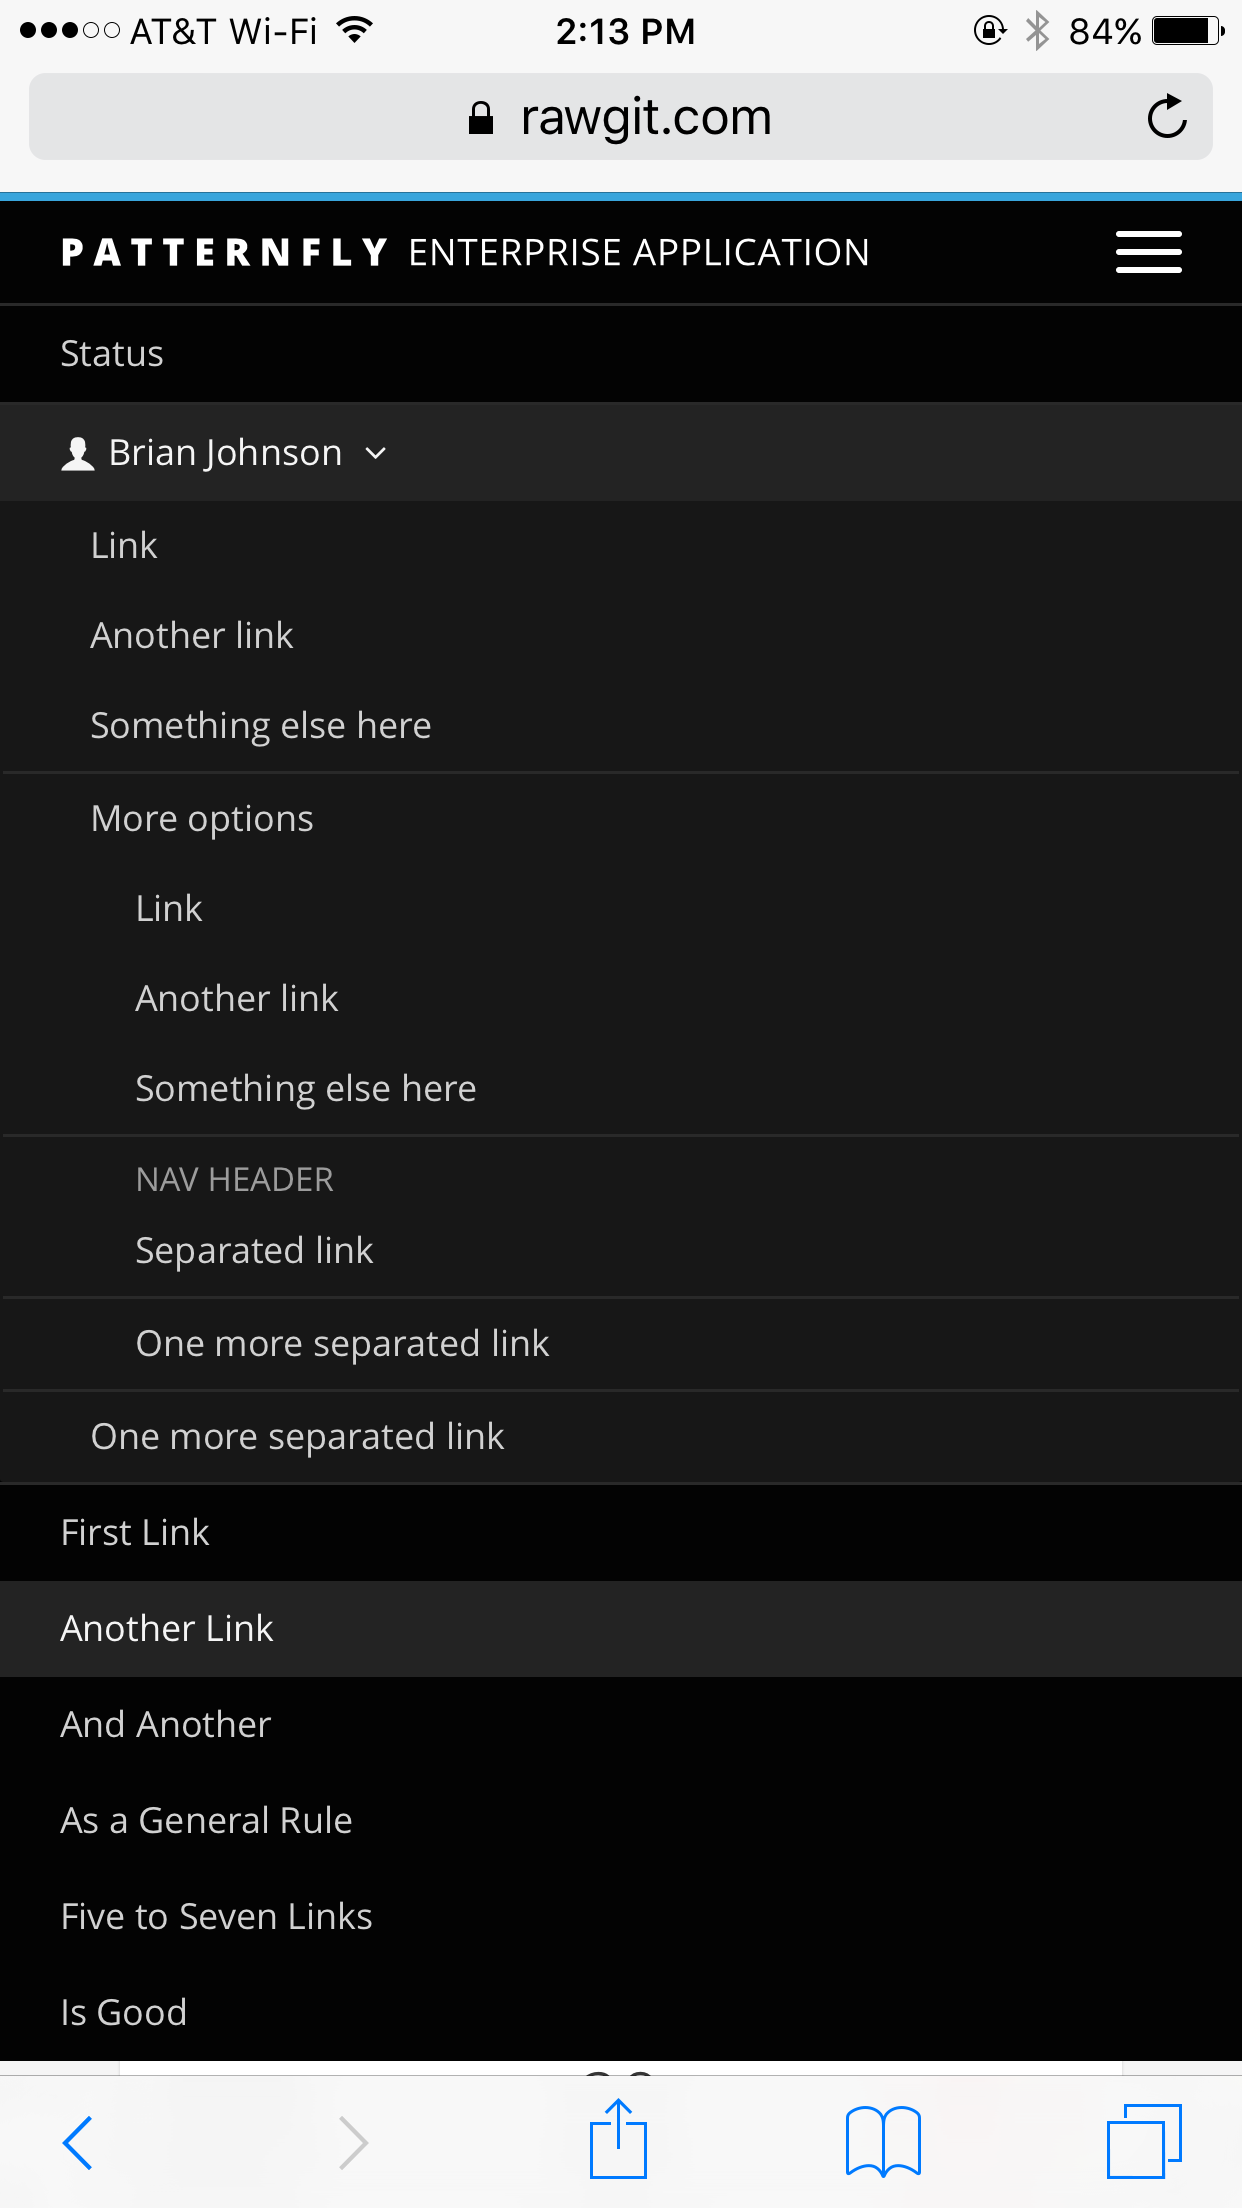 AT&T Wi-Fi 2:13 PM 84%
rawgit.com
PATTERNFLY ENTERPRISE APPLICATION
Status
Brian Johnson
Link
Another link
Something else here
More options
Link
Another link
Something else here
NAV HEADER
Separated link
One more separated link
One more separated link
First Link
Another Link
And Another
As a General Rule
Five to Seven Links
Is Good